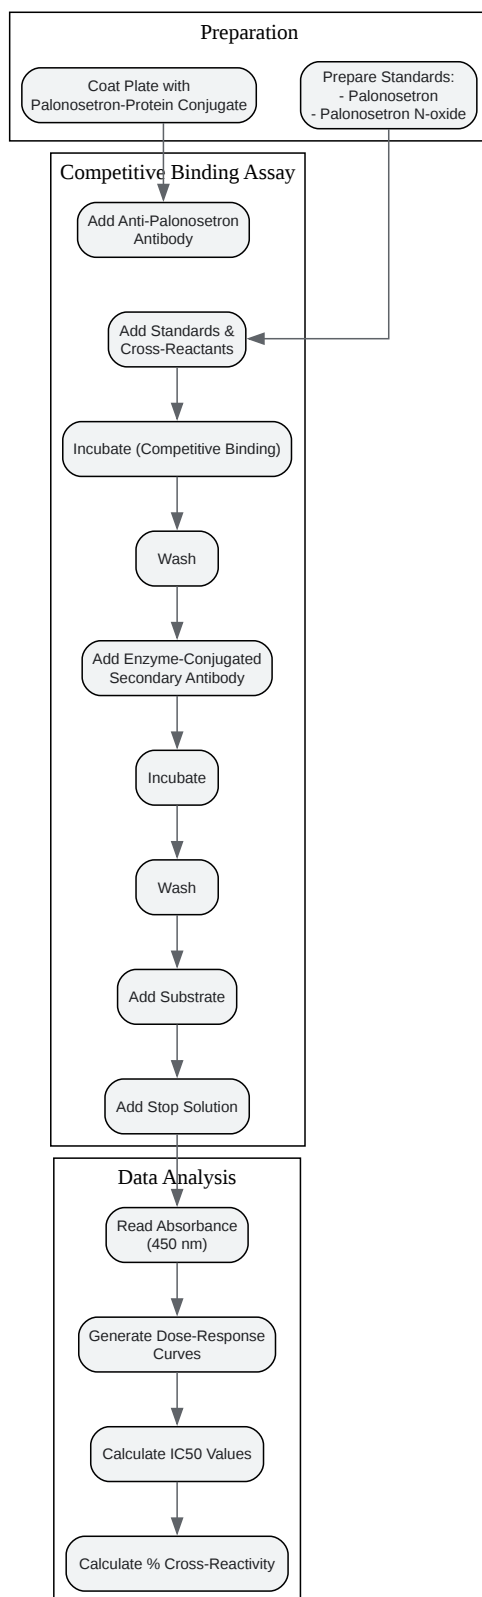 Preparation
Coat Plate with
Palonosetron-Protein Conjugate
Prepare Standards:
- Palonosetron
- Palonosetron N-oxide
Competitive Binding Assay
Add Anti-Palonosetron
Antibody
Add Standards &
Cross-Reactants
Incubate (Competitive Binding)
Wash
Add Enzyme-Conjugated
Secondary Antibody
Incubate
Wash
Add Substrate
Add Stop Solution
Data Analysis
Read Absorbance
(450 nm)
Generate Dose-Response
Curves
Calculate IC50 Values
Calculate % Cross-Reactivity